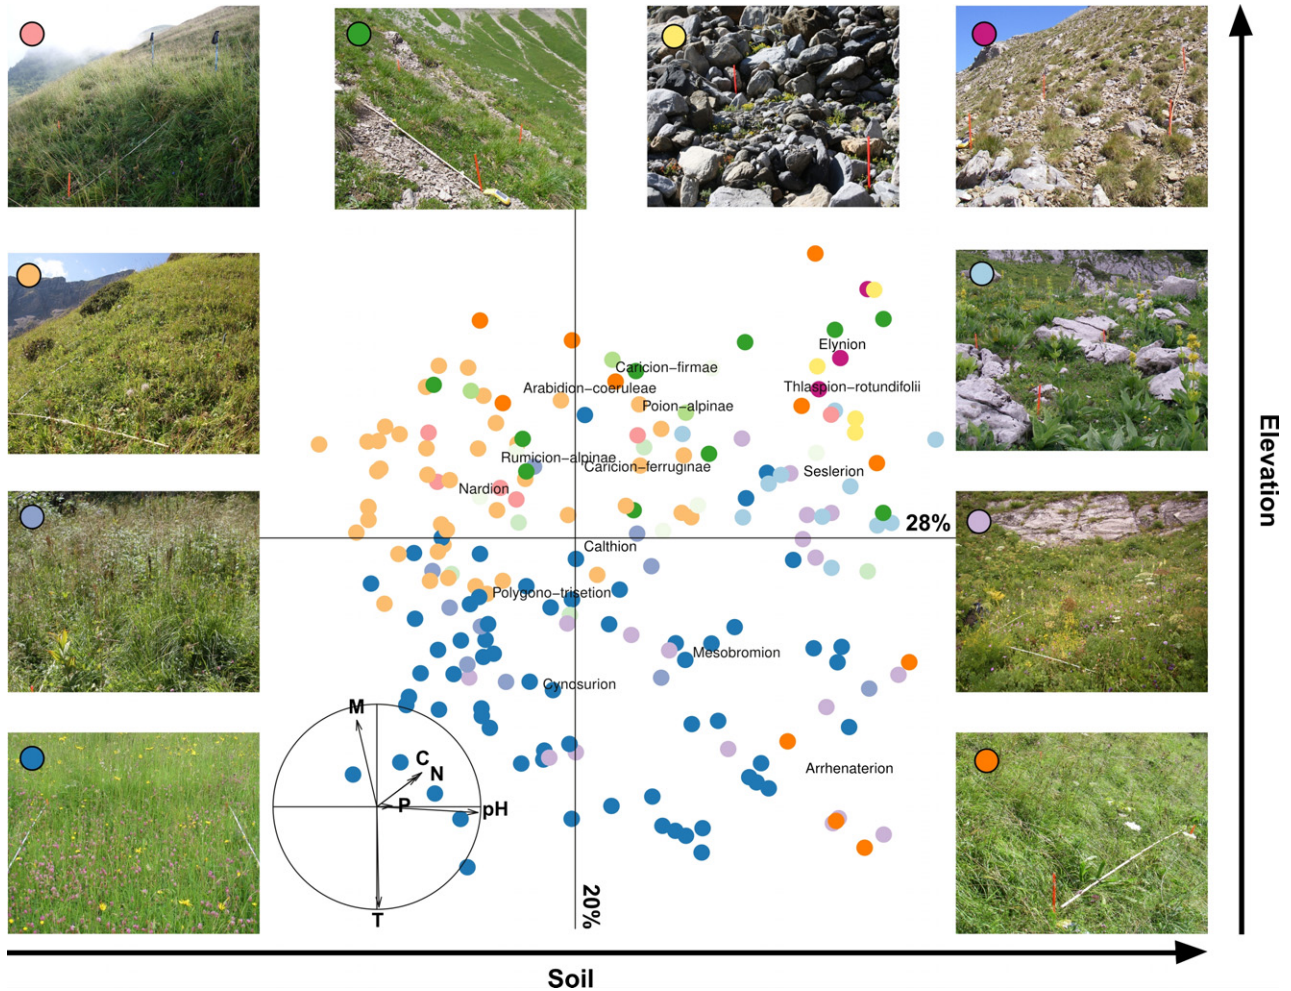 Elynion
Caricion−firmae
Thlaspion−rotundifolii
Arabidion−coeruleae
Poion−alpinae
Rumicion−alpinae
Caricion−ferruginae
Seslerion
Nardion
28%
Calthion
Polygono−trisetion
Mesobromion
Cynosurion
M
C
N
P
pH
T
Arrhenaterion
20%
Elevation
Soil